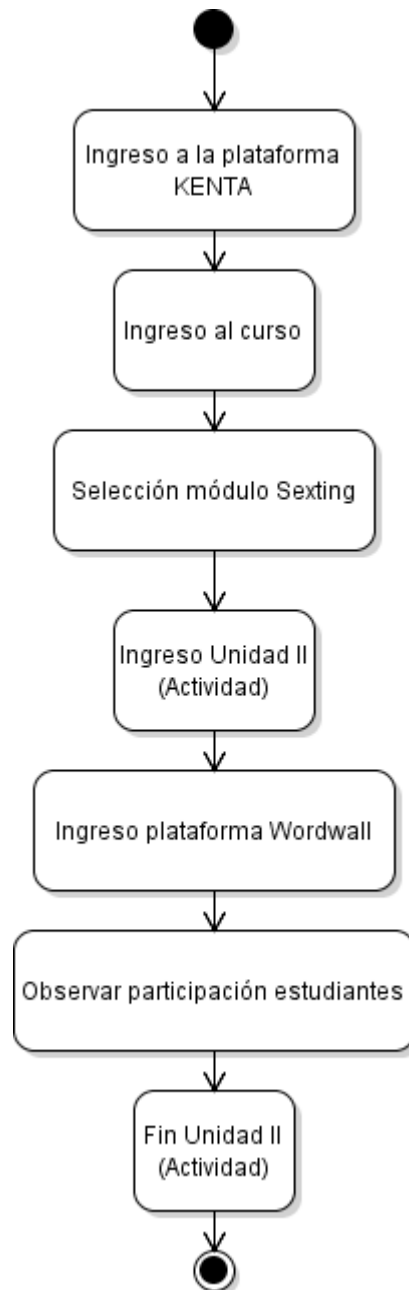 Ingreso a la plataforma
KENTA
Ingreso al curso
Selección módulo Sexting
Ingreso Unidad II
(Actividad)
Ingreso plataforma Wordwall
Observar participación estudiantes
Fin Unidad II
(Actividad)